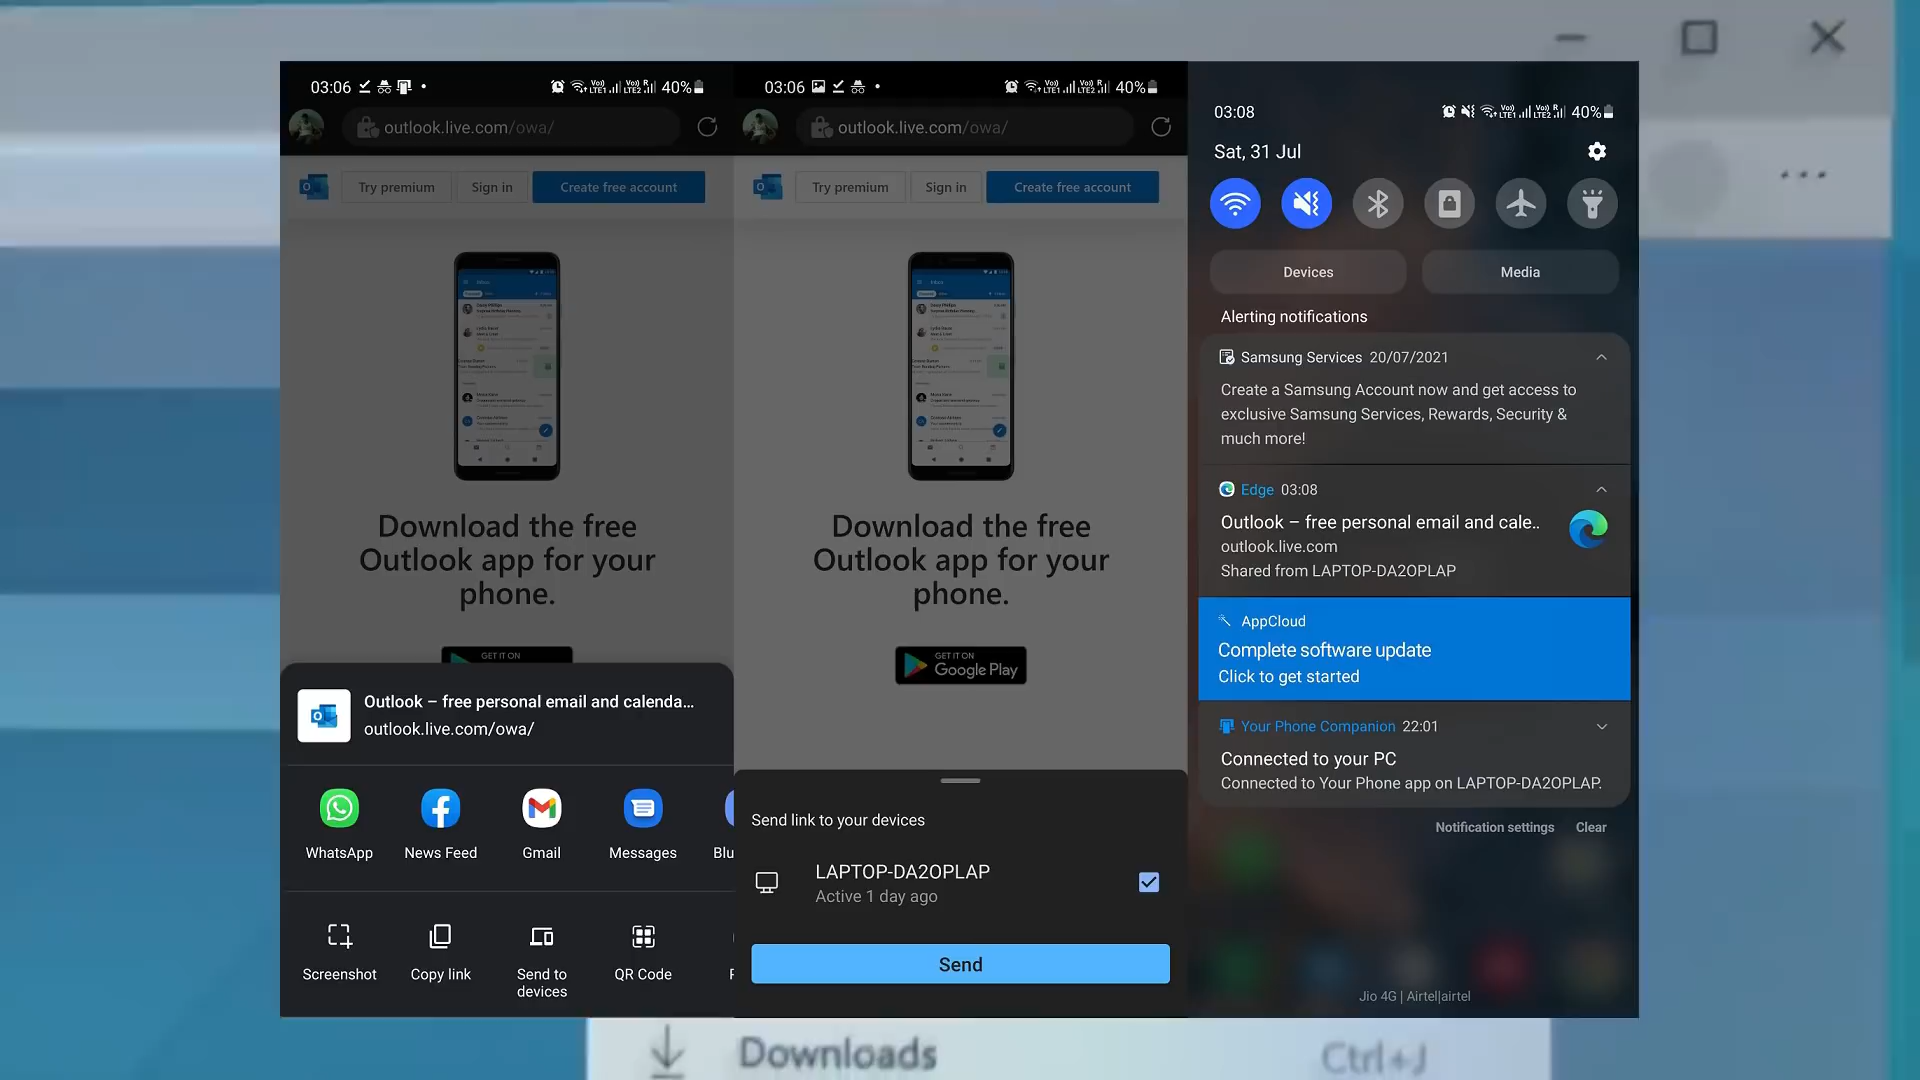 03:06
40%
outlook.live.com/owa/
Try premium
Sign in
Create free account
Download the free
Outlook app for your
phone.
GET IT ON
Outlook – free personal email and calenda...
outlook.live.com/owa/
WhatsApp
News Feed
Gmail
Messages
Blu
Screenshot
Copy link
Send to
devices
QR Code
03:06
40%
outlook.live.com/owa/
Try premium
Sign in
Create free account
Download the free
Outlook app for your
phone.
GET IT ON
Google Play
Send link to your devices
LAPTOP-DA2OPLAP
Active 1 day ago
Send
03:08
40%
Sat, 31 Jul
Devices
Media
Alerting notifications
Samsung Services 20/07/2021
Create a Samsung Account now and get access to
exclusive Samsung Services, Rewards, Security &
much more!
Edge 03:08
Outlook – free personal email and cale..
outlook.live.com
Shared from LAPTOP-DA2OPLAP
AppCloud
Complete software update
Click to get started
Your Phone Companion 22:01
Connected to your PC
Connected to Your Phone app on LAPTOP-DA2OPLAP.
Notification settings
Clear
Jio 4G | Airtel|airtel
Downloads
Ctrl+J